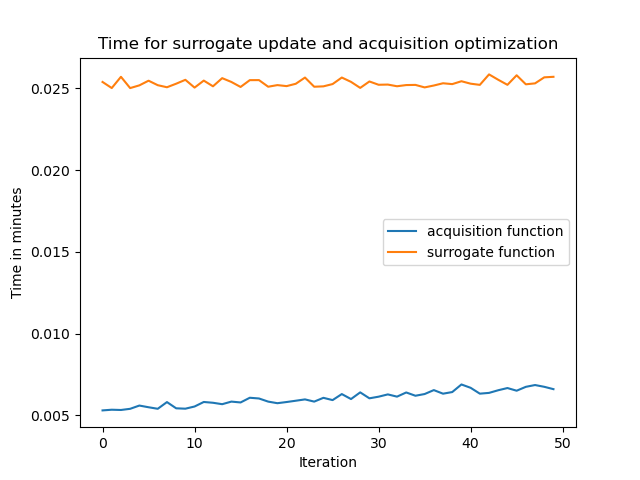 Time for surrogate update and acquisition optimization
0.025
0.020
0.015
0.010
0.005
Time in minutes
acquisition function
surrogate function
0 10 20 30 40 50
Iteration